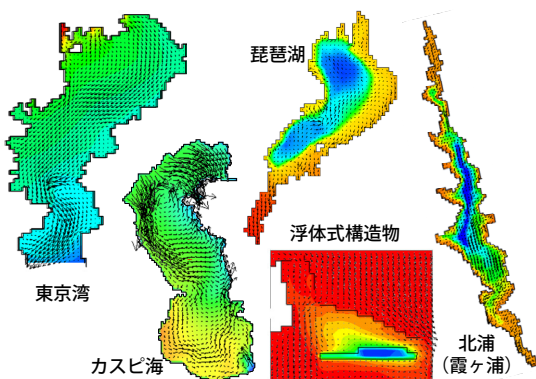 琵琶湖
浮体式構造物
東京湾
カスピ海
北浦
（霞ヶ浦）